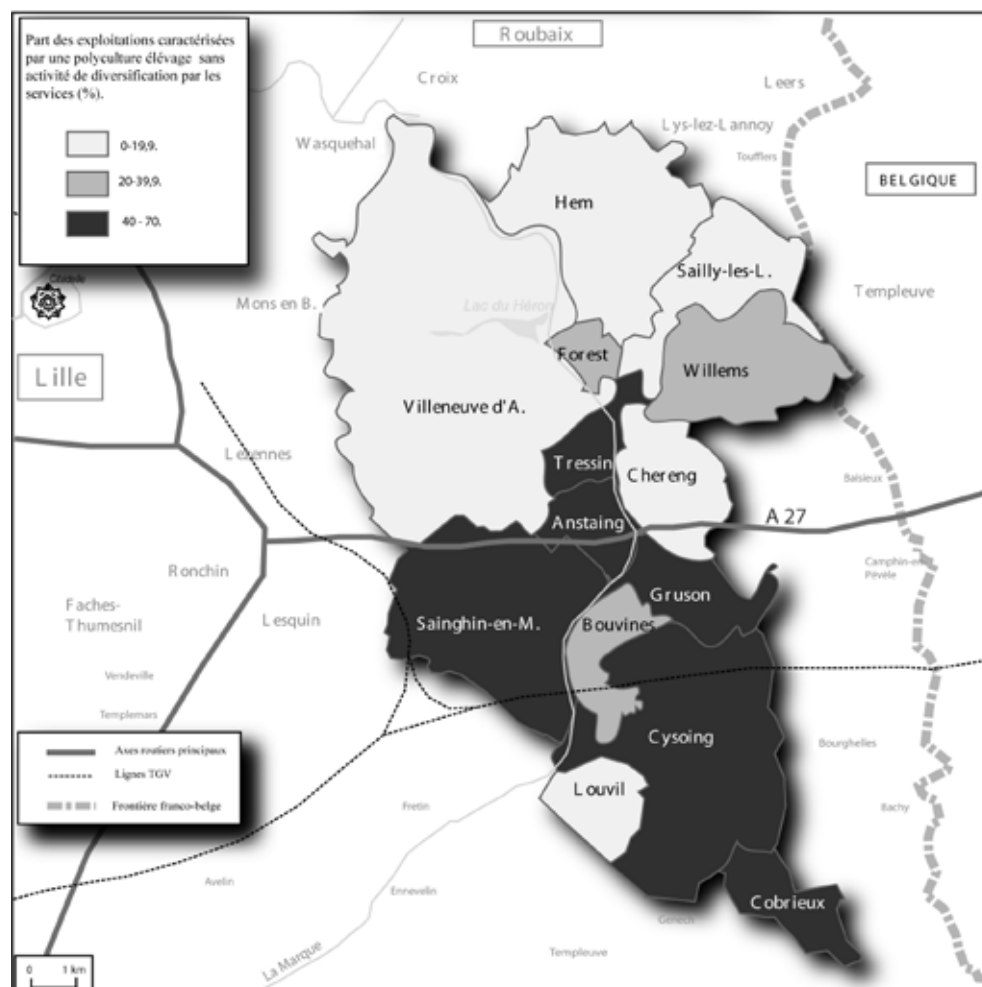 Part des exploitations caractérisées
par une polyculture élévage sans
activité de diversification par les
services (%).
0-19,9.
20-39,9.
40 - 70.
Roubaix
Croix
Leers
Wasquehal
Lys-lez-Lannoy
Toufflers
BELGIQUE
Hem
Sailly-les-L.
Citadelle
Mons en B.
Lac du Héron
Templeuve
Lille
Forest
Willems
Villeneuve d'A.
Lezennes
Tressin
Chereng
Baisieux
Anstaing
A 27
Ronchin
Camphin-en-
Pévèle
Faches-
Thumesnil
Lesquin
Sainghin-en-M.
Gruson
Bouvines
Vendeville
Templemars
Cysoing
Bourghelles
Axes routiers principaux
Lignes TGV
Frontière franco-belge
Louvil
Fretin
Bachy
Avelin
Ennevelin
Cobrieux
Genech
La Marque
Templeuve
0 1 km